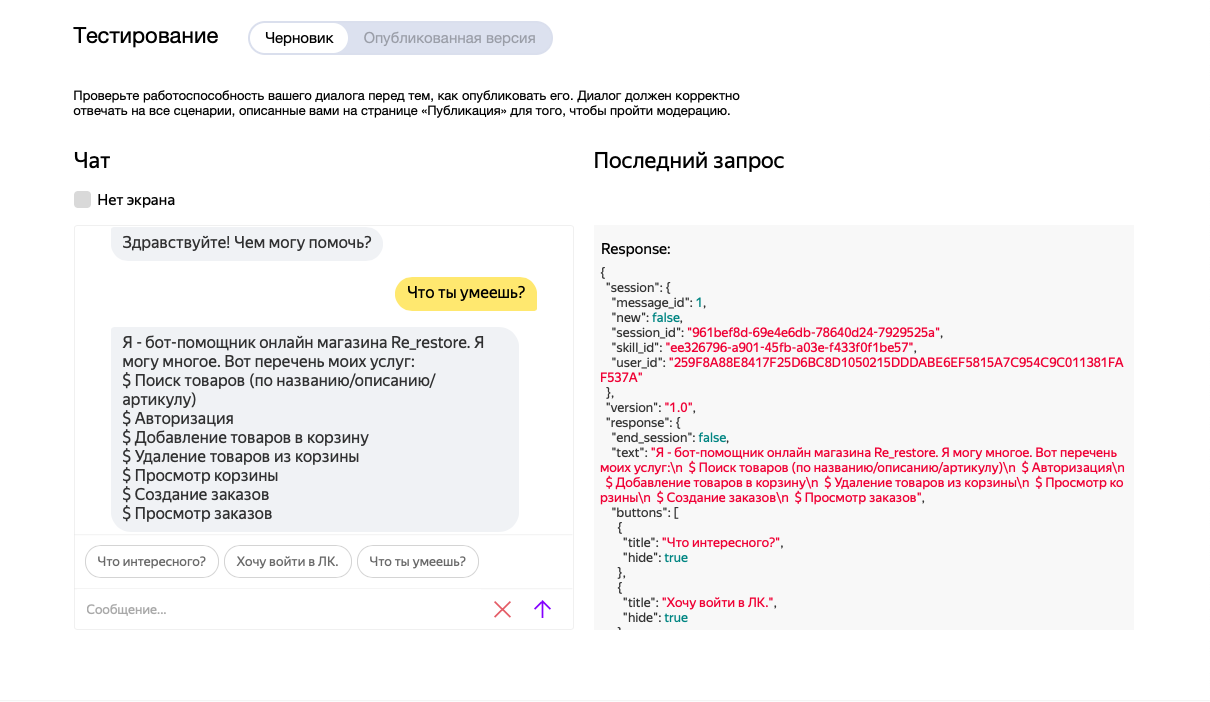 Тестирование
Черновик
Опубликованная версия
Проверьте работоспособность вашего диалога перед тем, как опубликовать его. Диалог должен корректно
отвечать на все сценарии, описанные вами на странице «Публикация» для того, чтобы пройти модерацию.
Чат
Нет экрана
Здравствуйте! Чем могу помочь?
Что ты умеешь?
Я - бот-помощник онлайн магазина Re_restore. Я
могу многое. Вот перечень моих услуг:
$ Поиск товаров (по названию/описанию/
артикулу)
$ Авторизация
$ Добавление товаров в корзину
$ Удаление товаров из корзины
$ Просмотр корзины
$ Создание заказов
$ Просмотр заказов
Что интересного?
Хочу войти в ЛК.
Что ты умеешь?
Сообщение...
Последний запрос
Response:
{
"session": {
"message_id": 1,
"new": false,
"session_id": "961bef8d-69e4e6db-78640d24-7929525a",
"skill_id": "ee326796-a901-45fb-a03e-f433f0f1be57",
"user_id": "259F8A88E8417F25D6BC8D1050215DDDABE6EF5815A7C954C9C011381FA
F537A"
},
"version": "1.0",
"response": {
"end_session": false,
"text": "Я - бот-помощник онлайн магазина Re_restore. Я могу многое. Вот перечень
моих услуг:\n $ Поиск товаров (по названию/описанию/артикулу)\n $ Авторизация\n
$ Добавление товаров в корзину\n $ Удаление товаров из корзины\n $ Просмотр ко
рзины\n $ Создание заказов\n $ Просмотр заказов",
"buttons": [
{
"title": "Что интересного?",
"hide": true
},
{
"title": "Хочу войти в ЛК.",
"hide": true